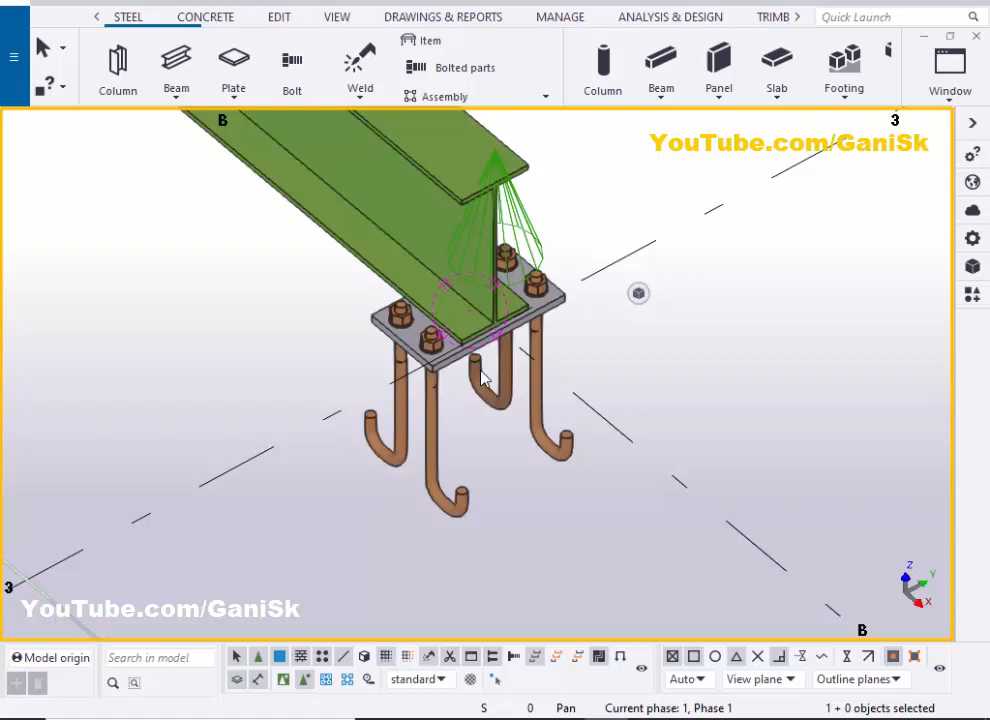 STEEL CONCRETE EDIT VIEW DRAWINGS & REPORTS MANAGE ANALYSIS & DESIGN TRIMB Quick Launch
Column Beam Plate Bolt Weld
Item
Bolted parts
Assembly
Column Beam Panel Slab Footing
Window
B
3
YouTube.com/GaniSk
3
YouTube.com/GaniSk
B
Z
Y
X
Model origin
Search in model
standard
Auto
View plane
Outline planes
S 0 Pan Current phase: 1, Phase 1 1 + 0 objects selected